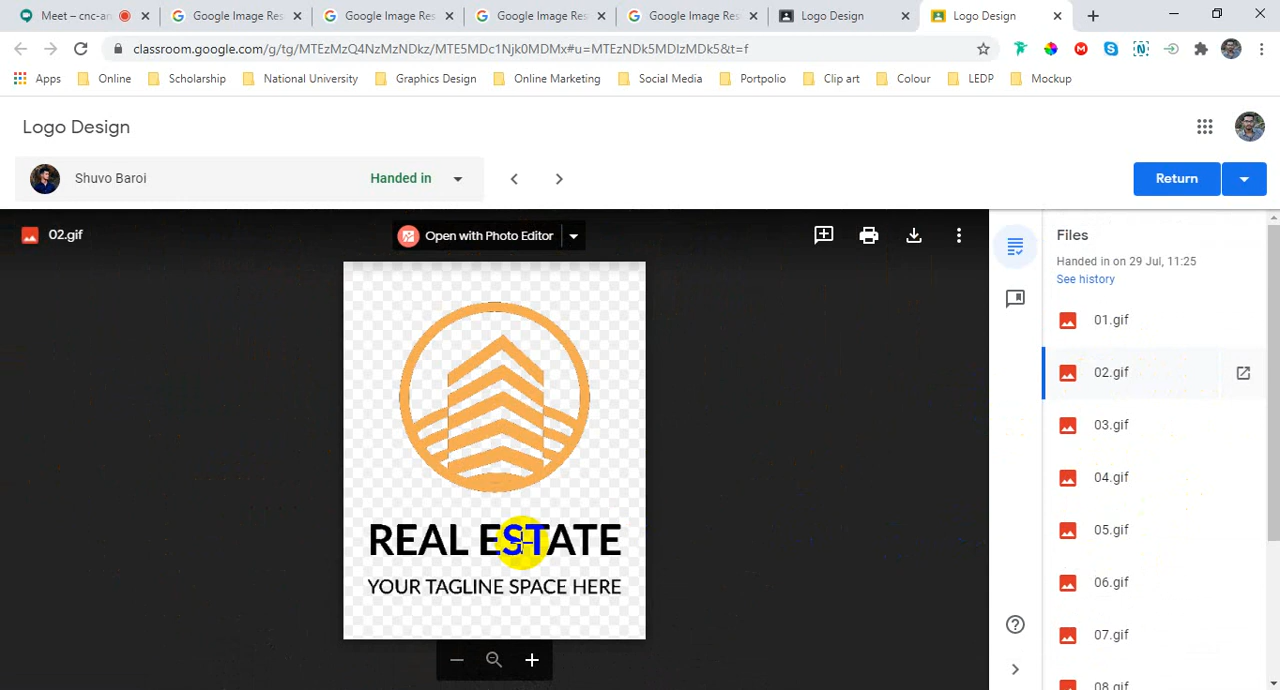 Meet – cnc-an
Google Image Res
Google Image Res
Google Image Res
Google Image Res
Logo Design
Logo Design
classroom.google.com/g/tg/MTEzMzQ4NzMzNDkz/MTE5MDc1Njk0MDMx#u=MTEzNDk5MDIzMDk5&t=f
Apps
Online
Scholarship
National University
Graphics Design
Online Marketing
Social Media
Portpolio
Clip art
Colour
LEDP
Mockup
Logo Design
Shuvo Baroi
Handed in
Return
02.gif
Open with Photo Editor
REAL ESTATE
YOUR TAGLINE SPACE HERE
Files
Handed in on 29 Jul, 11:25
See history
01.gif
02.gif
03.gif
04.gif
05.gif
06.gif
07.gif
08.gif